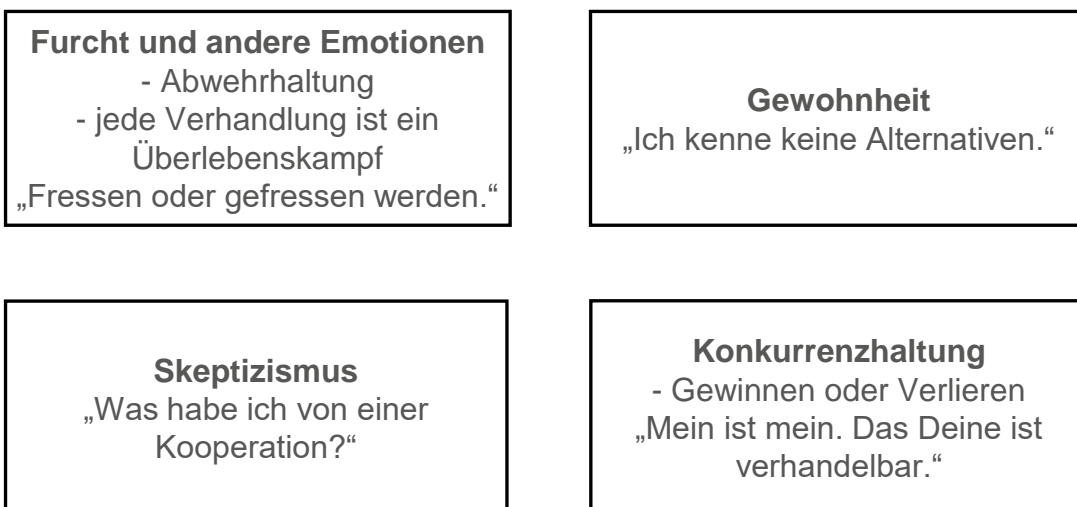 Furcht und andere Emotionen
- Abwehrhaltung
- jede Verhandlung ist ein
Überlebenskampf
„Fressen oder gefressen werden.“
Gewohnheit
„Ich kenne keine Alternativen.“
Skeptizismus
„Was habe ich von einer
Kooperation?“
Konkurrenzhaltung
- Gewinnen oder Verlieren
„Mein ist mein. Das Deine ist
verhandelbar.“